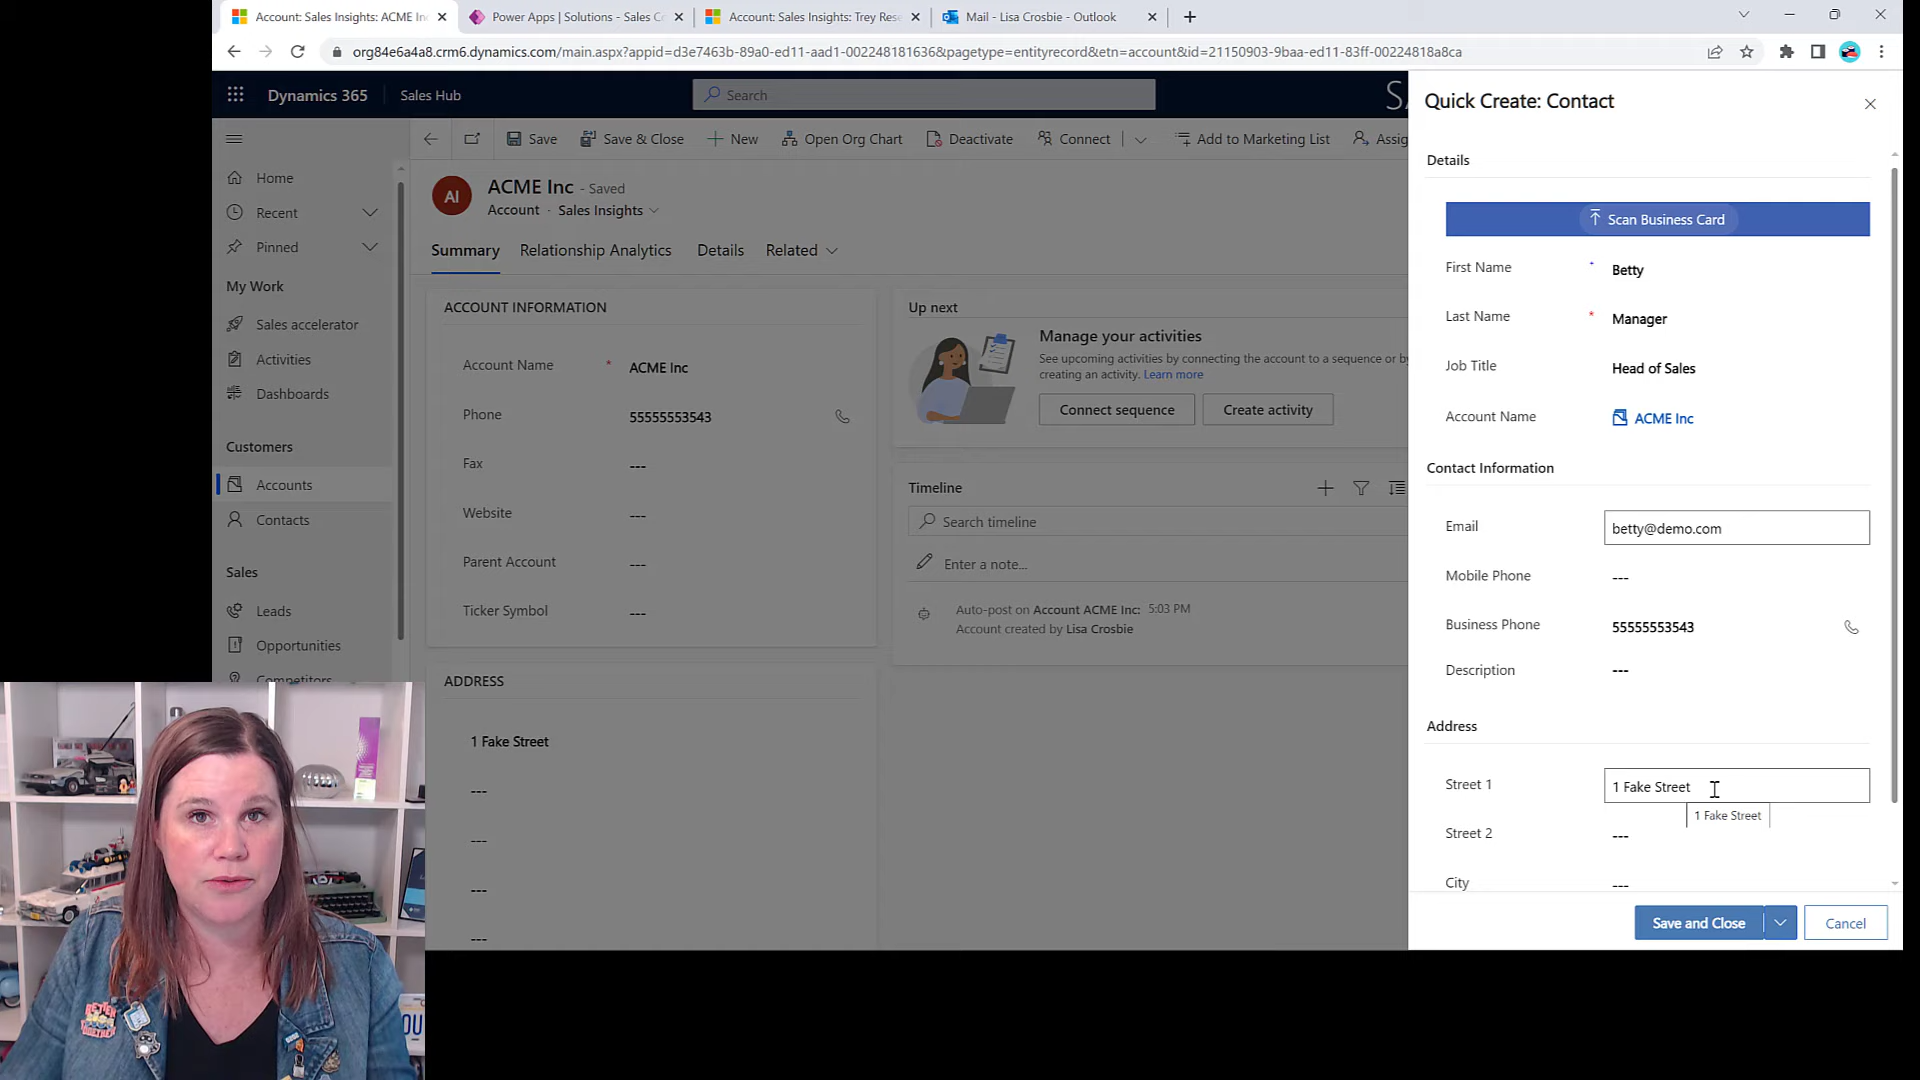 Account: Sales Insights: ACME In
Power Apps | Solutions - Sales C
Account: Sales Insights: Trey Rese
Mail - Lisa Crosbie - Outlook
org84e6a4a8.crm6.dynamics.com/main.aspx?appid=d3e7463b-89a0-ed11-aad1-002248181636&pagetype=entityrecord&etn=account&id=21150903-9baa-ed11-83ff-00224818a8ca
Dynamics 365
Sales Hub
Search
SA
Save
Save & Close
New
Open Org Chart
Deactivate
Connect
Add to Marketing List
Assig
AI
ACME Inc - Saved
Account · Sales Insights
Summary
Relationship Analytics
Details
Related
Home
Recent
Pinned
My Work
Sales accelerator
Activities
Dashboards
Customers
Accounts
Contacts
Sales
Leads
Opportunities
Competitors
ACCOUNT INFORMATION
Account Name * ACME Inc
Phone 55555553543
Fax ---
Website ---
Parent Account ---
Ticker Symbol ---
ADDRESS
1 Fake Street
---
---
---
---
Up next
Manage your activities
See upcoming activities by connecting the account to a sequence or by
creating an activity. Learn more
Connect sequence
Create activity
Timeline
Search timeline
Enter a note...
Auto-post on Account ACME Inc: 5:03 PM
Account created by Lisa Crosbie
Quick Create: Contact
Details
Scan Business Card
First Name Betty
Last Name * Manager
Job Title Head of Sales
Account Name ACME Inc
Contact Information
Email betty@demo.com
Mobile Phone ---
Business Phone 55555553543
Description ---
Address
Street 1 1 Fake Street
1 Fake Street
Street 2 ---
City ---
Save and Close
Cancel
BETTER
TOGETHER
OU